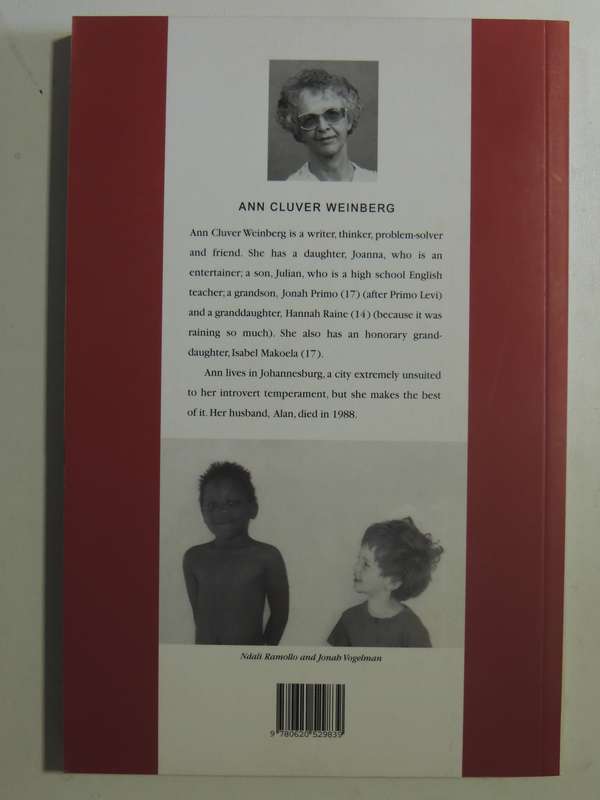 ANN CLUVER WEINBERG
Ann Cluver Weinberg is a writer, thinker, problem-solver
and friend. She has a daughter, Joanna, who is an
entertainer; a son, Julian, who is a high school English
teacher; a grandson, Jonah Primo (17) (after Primo Levi)
and a granddaughter, Hannah Raine (14) (because it was
raining so much). She also has an honorary grand-
daughter, Isabel Makoela (17).
Ann lives in Johannesburg, a city extremely unsuited
to her introvert temperament, but she makes the best
of it. Her husband, Alan, died in 1988.
Ndali Ramollo and Jonah Vogelman
9 780620 529839